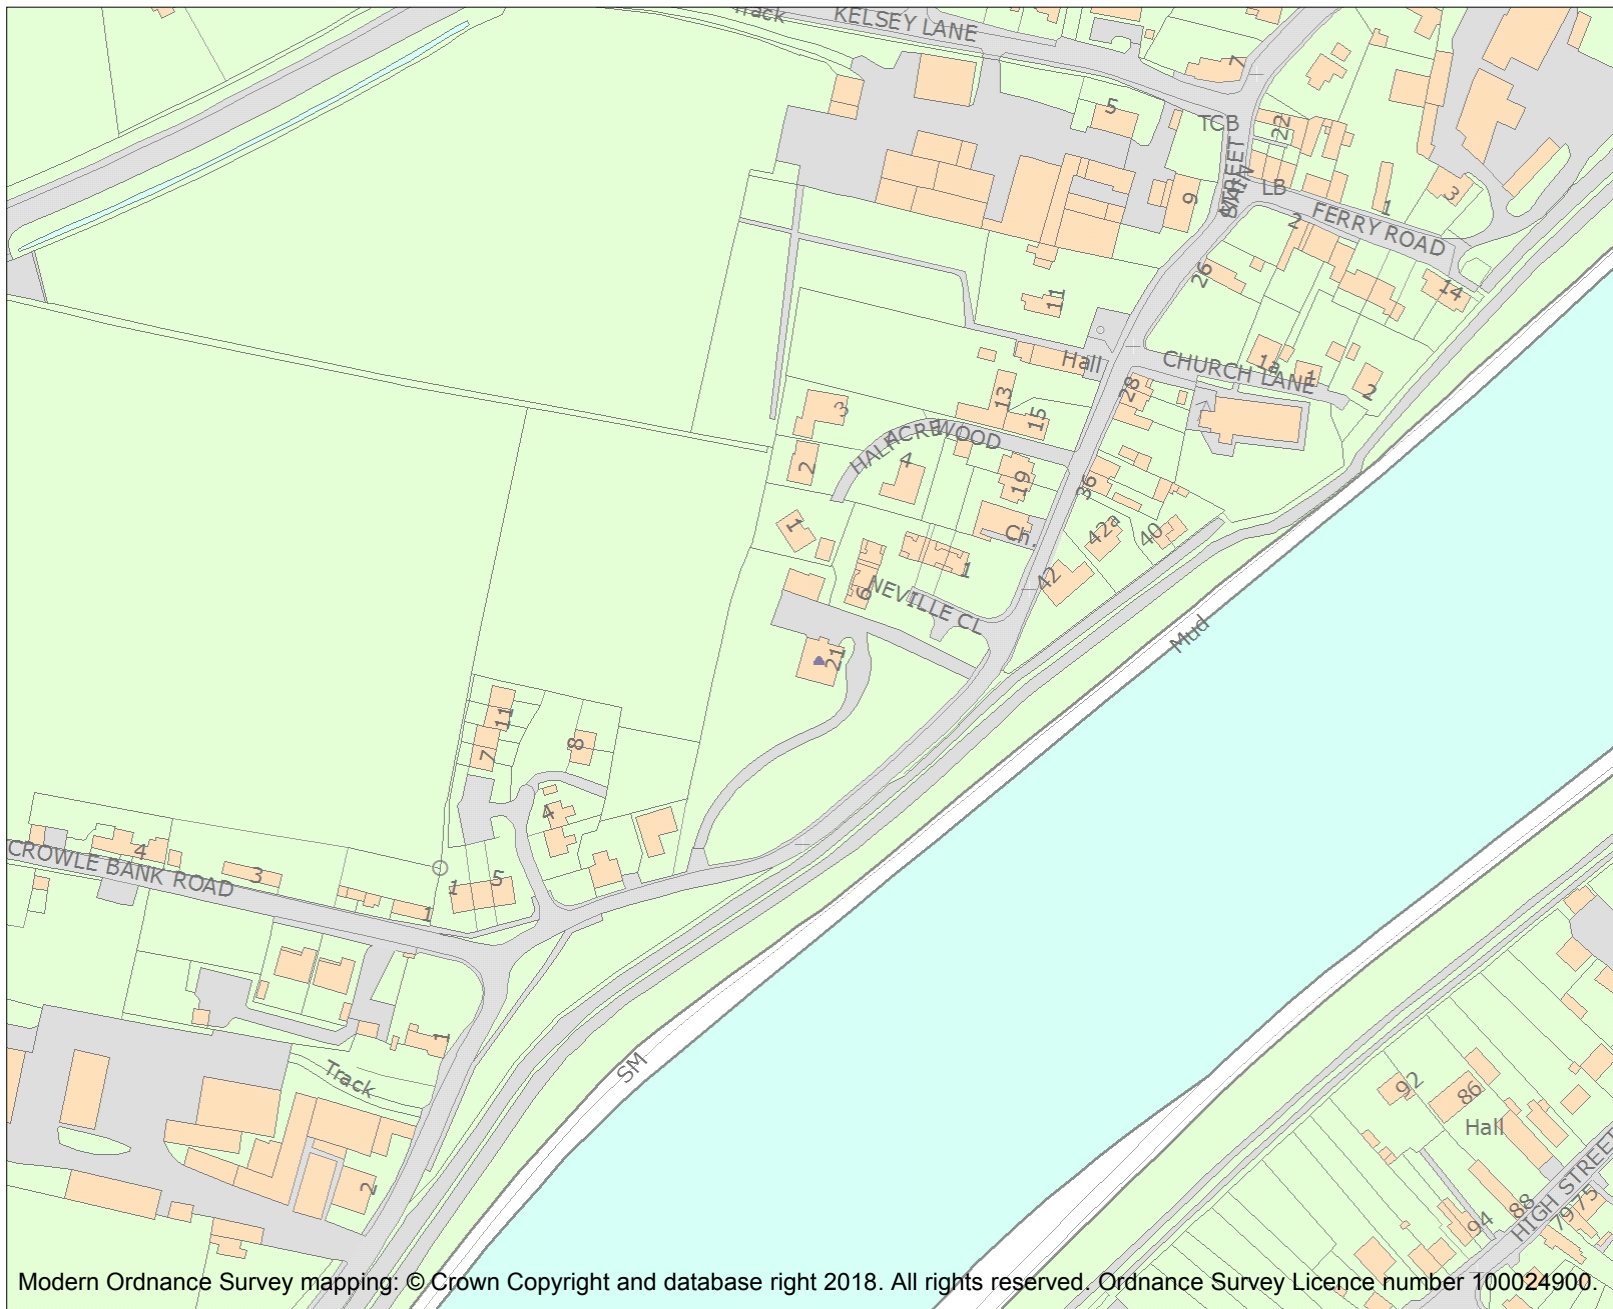 Track
KELSEY LANE
7
5
TCB
22
MAIN
STREET
LB
9
2
FERRY ROAD
1
3
26
14
11
Hall
CHURCH LANE
1a
1
2
28
13
15
3
HALF ACRE WOOD
2
4
19
36
1
Ch.
42a
40
42
1
6
NEVILLE CL
Mud
21
11
7
8
4
CROWLE BANK ROAD
4
3
1
1
5
1
Track
SM
2
92
86
Hall
HIGH STREET
88
94
79
75
Modern Ordnance Survey mapping: © Crown Copyright and database right 2018. All rights reserved. Ordnance Survey Licence number 100024900.